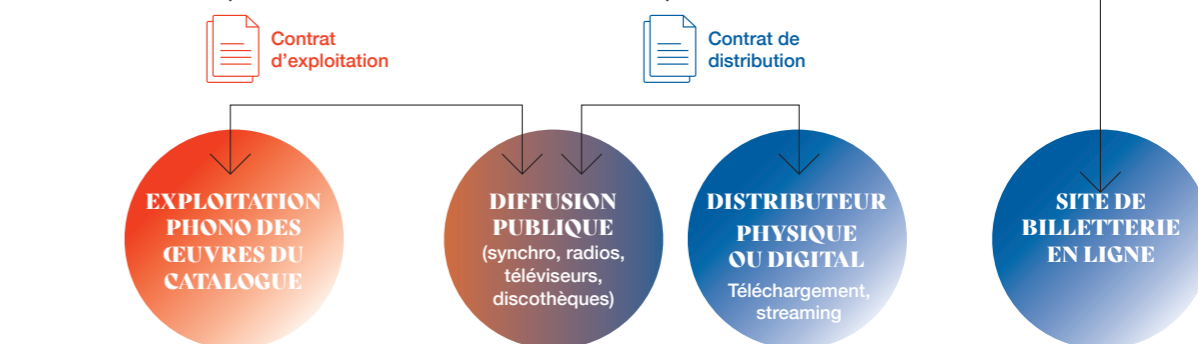 Contrat
d'exploitation
Contrat de
distribution
EXPLOITATION
PHONO DES
ŒUVRES DU
CATALOGUE
DIFFUSION
PUBLIQUE
(synchro, radios,
téléviseurs,
discothèques)
DISTRIBUTEUR
PHYSIQUE
OU DIGITAL
Téléchargement,
streaming
SITE DE
BILLETTERIE
EN LIGNE